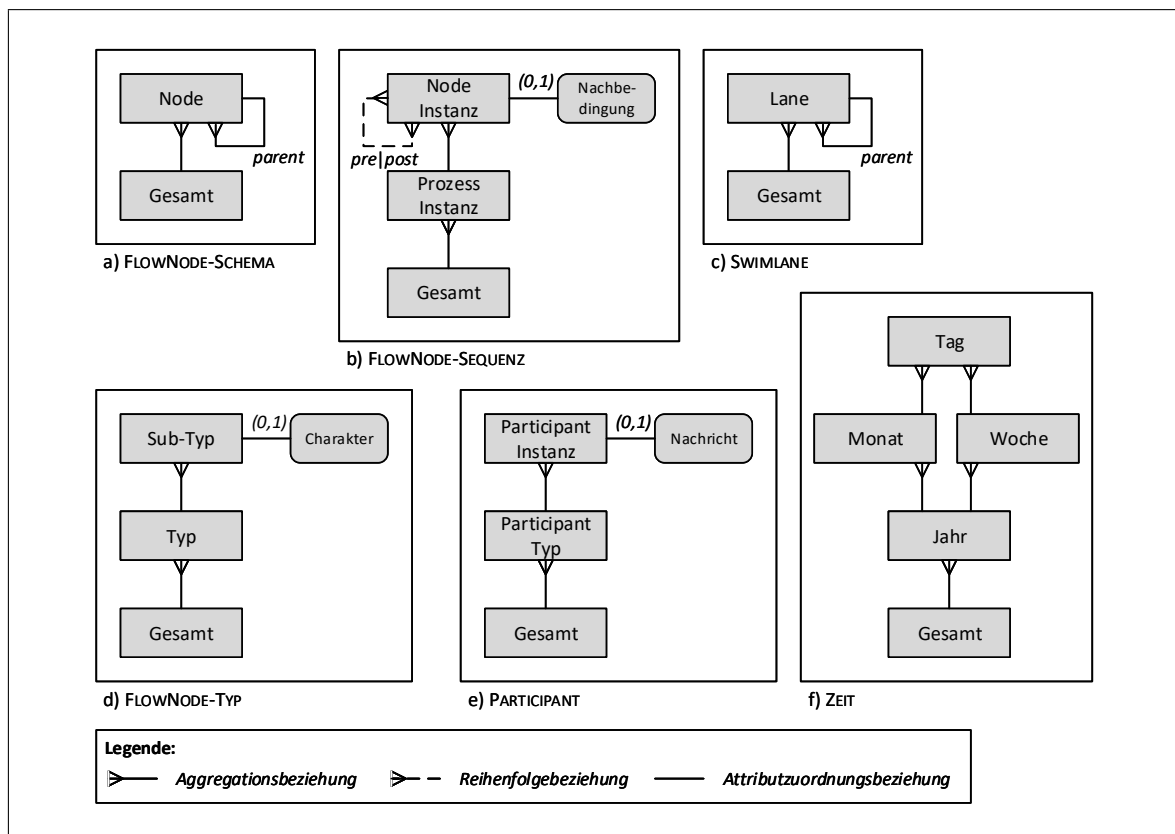 Node
parent
Gesamt
a) FLOWNODE-SCHEMA
Node
Instanz
(0,1)
Nachbe-
dingung
pre|post
Prozess
Instanz
Gesamt
b) FLOWNODE-SEQUENZ
Lane
parent
Gesamt
c) SWIMLANE
Sub-Typ
(0,1)
Charakter
Typ
Gesamt
d) FLOWNODE-TYP
Participant
Instanz
(0,1)
Nachricht
Participant
Typ
Gesamt
e) PARTICIPANT
Tag
Monat
Woche
Jahr
Gesamt
f) ZEIT
Legende:
Aggregationsbeziehung
Reihenfolgebeziehung
Attributzuordnungsbeziehung